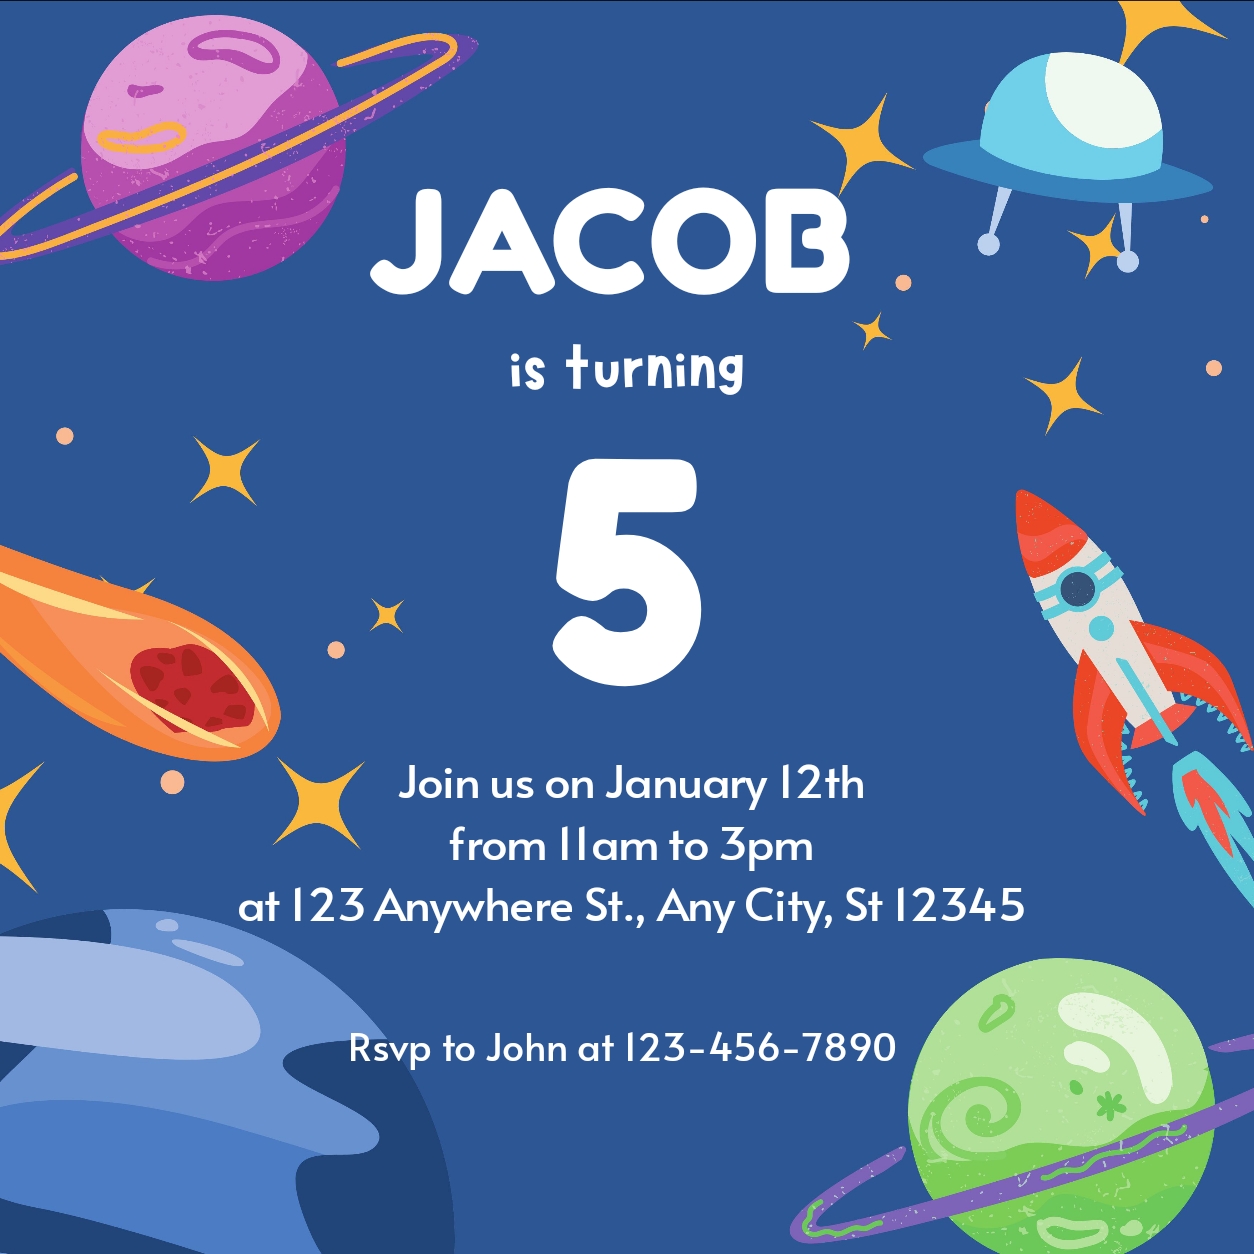 JACOB
is turning
5
Join us on January 12th
from 11am to 3pm
at 123 Anywhere St., Any City, St 12345
Rsvp to John at 123-456-7890